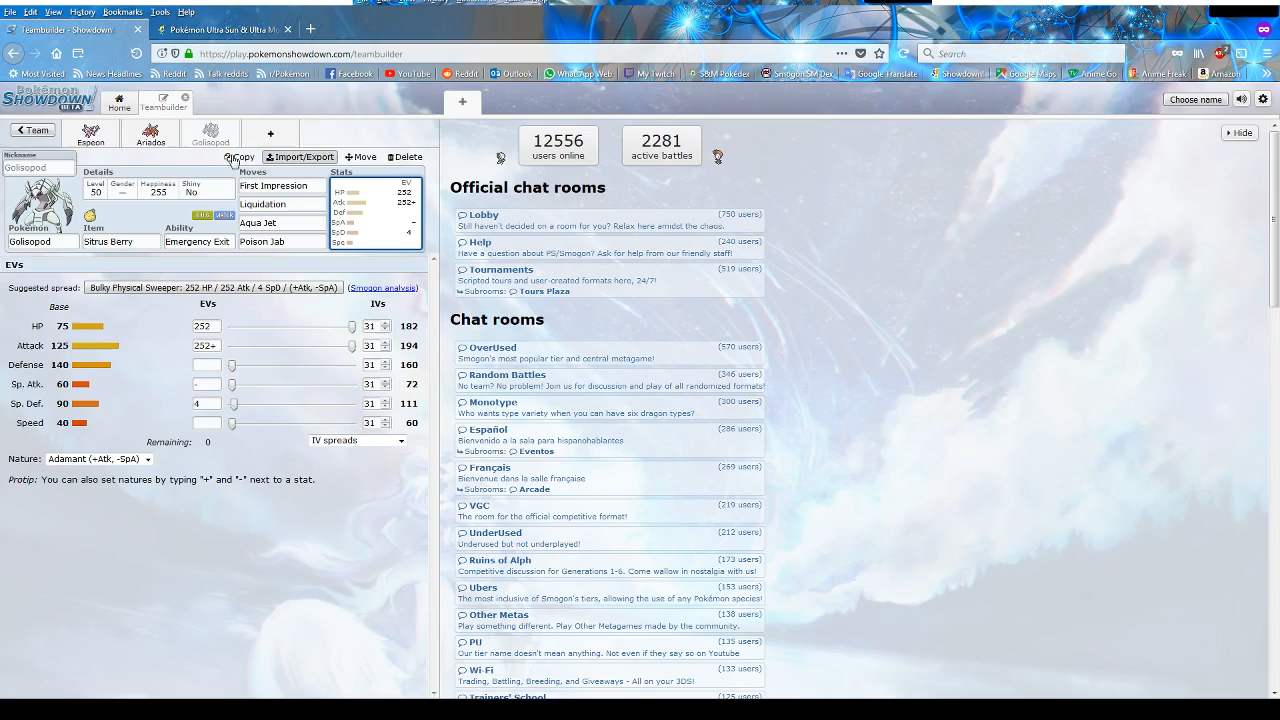 File Edit View History Bookmarks Tools Help
Teambuilder - Showdown
Pokémon Ultra Sun & Ultra M
https://play.pokemonshowdown.com/teambuilder
Search
Most Visited News Headlines Reddit Talk reddits r/Pokémon Facebook YouTube Reddit Outlook WhatsApp Web My Twitch S&M Pokédex Smogon SM Dex Google Translate Showdown! Google Maps Anime Go Anime Freak Amazon
Pokémon
SHOWDOWN
BETA
Home
Teambuilder
+
Choose name
Team
Espeon
Ariados
Golisopod
+
Copy Import/Export Move Delete
Nickname
Golisopod
Details
Level Gender Happiness Shiny
50 — 255 No
BUG WATER
Pokémon Item Ability
Golisopod Sitrus Berry Emergency Exit
Moves
First Impression
Liquidation
Aqua Jet
Poison Jab
Stats
EV
HP 252
Atk 252+
Def
SpA −
SpD 4
Spe
EVs
Suggested spread: Bulky Physical Sweeper: 252 HP / 252 Atk / 4 SpD / (+Atk, -SpA) (Smogon analysis)
Base EVs IVs
HP 75 252 31 182
Attack 125 252+ 31 194
Defense 140 31 160
Sp. Atk. 60 - 31 72
Sp. Def. 90 4 31 111
Speed 40 31 60
Remaining: 0 IV spreads
Nature: Adamant (+Atk, -SpA)
Protip: You can also set natures by typing "+" and "-" next to a stat.
Hide
12556
users online
2281
active battles
Official chat rooms
Lobby (750 users)
Still haven't decided on a room for you? Relax here amidst the chaos.
Help (240 users)
Have a question about PS/Smogon? Ask for help from our friendly staff!
Tournaments (519 users)
Scripted tours and user-created formats here, 24/7!
Subrooms: Tours Plaza
Chat rooms
OverUsed (570 users)
Smogon's most popular tier and central metagame!
Random Battles (346 users)
No team? No problem! Join us for discussion and play of all randomized formats!
Monotype (300 users)
Who wants type variety when you can have six dragon types?
Español (286 users)
Bienvenido a la sala para hispanohablantes
Subrooms: Eventos
Français (269 users)
Bienvenue dans la salle française
Subrooms: Arcade
VGC (219 users)
The room for the official competitive format!
UnderUsed (212 users)
Underused but not underplayed!
Ruins of Alph (173 users)
Competitive discussion for Generations 1-6. Come wallow in nostalgia with us!
Ubers (153 users)
The most inclusive of Smogon's tiers, allowing the use of any Pokémon species!
Other Metas (138 users)
Play something different. Play Other Metagames made by the community.
PU (135 users)
Our tier name doesn't mean anything. Not even if they say so on Youtube
Wi-Fi (133 users)
Trading, Battling, Breeding, and Giveaways - All on your 3DS!
Trainers' School (125 users)